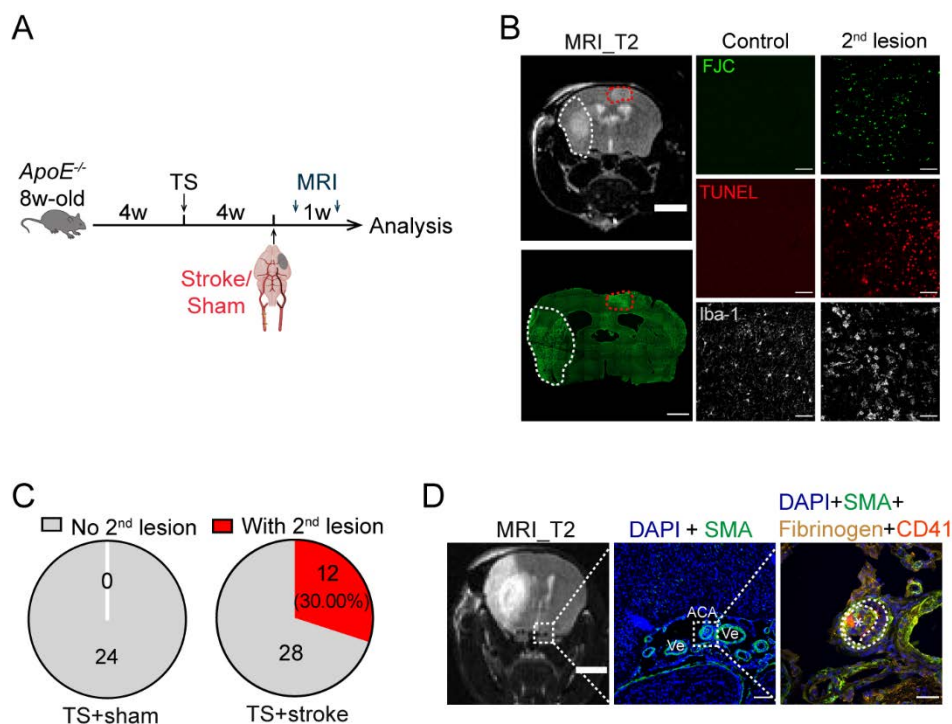 A
ApoE-/-
8w-old
4w
TS
4w
MRI
1w
Analysis
Stroke/
Sham
B
MRI_T2
Control
2nd lesion
FJC
TUNEL
Iba-1
C
No 2nd lesion
With 2nd lesion
0
24
TS+sham
12
(30.00%)
28
TS+stroke
D
MRI_T2
DAPI + SMA
ACA
Ve
Ve
DAPI+SMA+
Fibrinogen+CD41
*